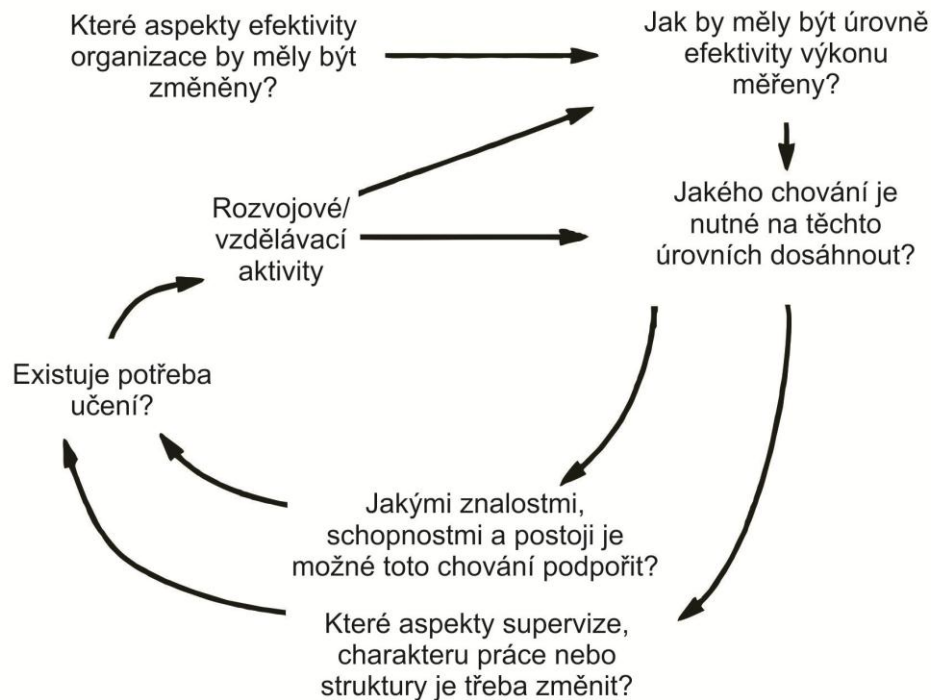 Které aspekty efektivity
organizace by měly být
změněny?
Jak by měly být úrovně
efektivity výkonu
měřeny?
Rozvojové/
vzdělávací
aktivity
Jakého chování je
nutné na těchto
úrovních dosáhnout?
Existuje potřeba
učení?
Jakými znalostmi,
schopnostmi a postoji je
možné toto chování podpořit?
Které aspekty supervize,
charakteru práce nebo
struktury je třeba změnit?